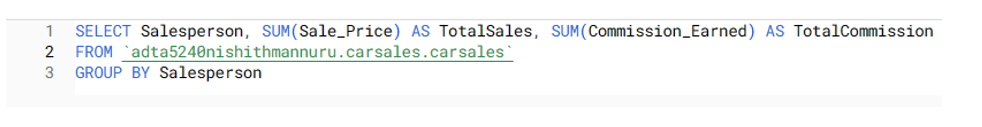 1 SELECT Salesperson, SUM(Sale_Price) AS TotalSales, SUM(Commission_Earned) AS TotalCommission
2 FROM `adta5240nishithmannuru.carsales.carsales`
3 GROUP BY Salesperson